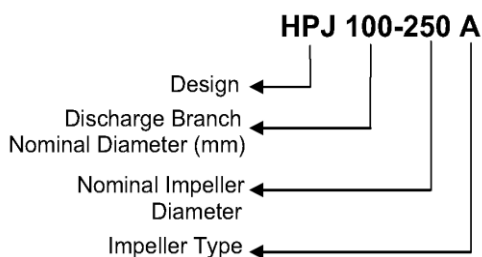 HPJ 100-250 A
Design
Discharge Branch
Nominal Diameter (mm)
Nominal Impeller
Diameter
Impeller Type